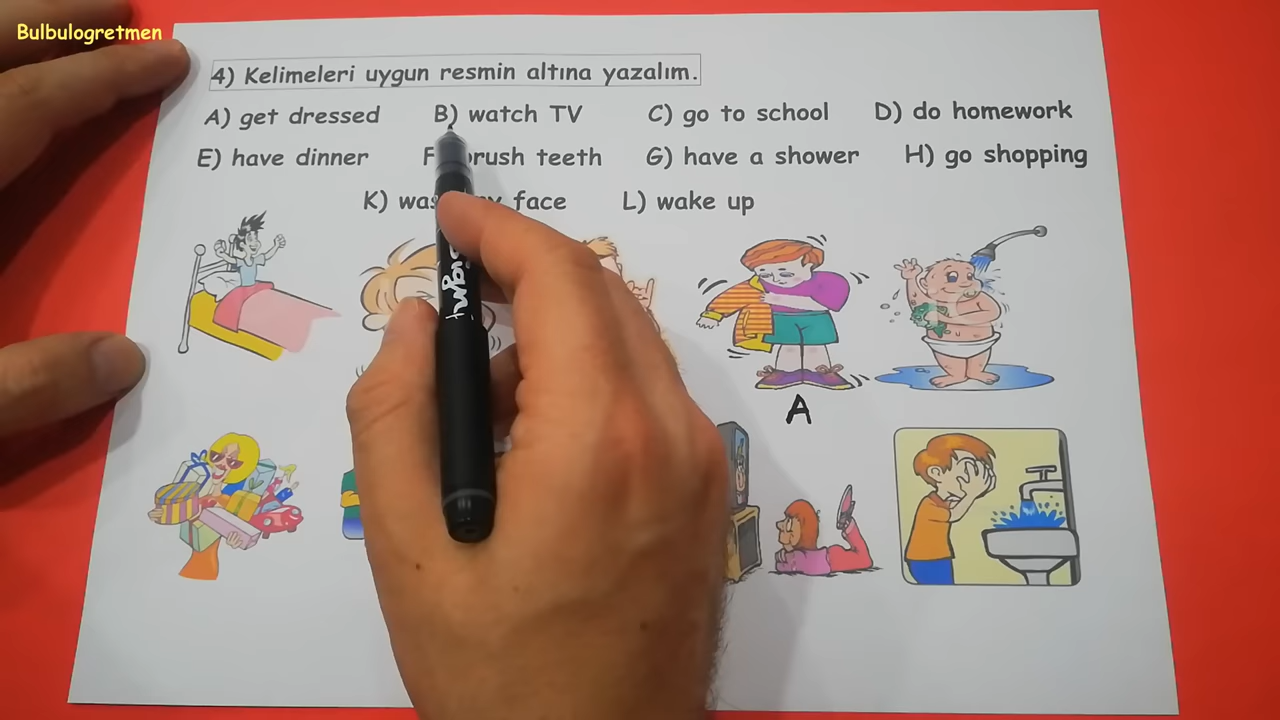 Bulbulogretmen
4) Kelimeleri uygun resmin altına yazalım.
A) get dressed B) watch TV C) go to school D) do homework
E) have dinner F brush teeth G) have a shower H) go shopping
K) face L) wake up
A